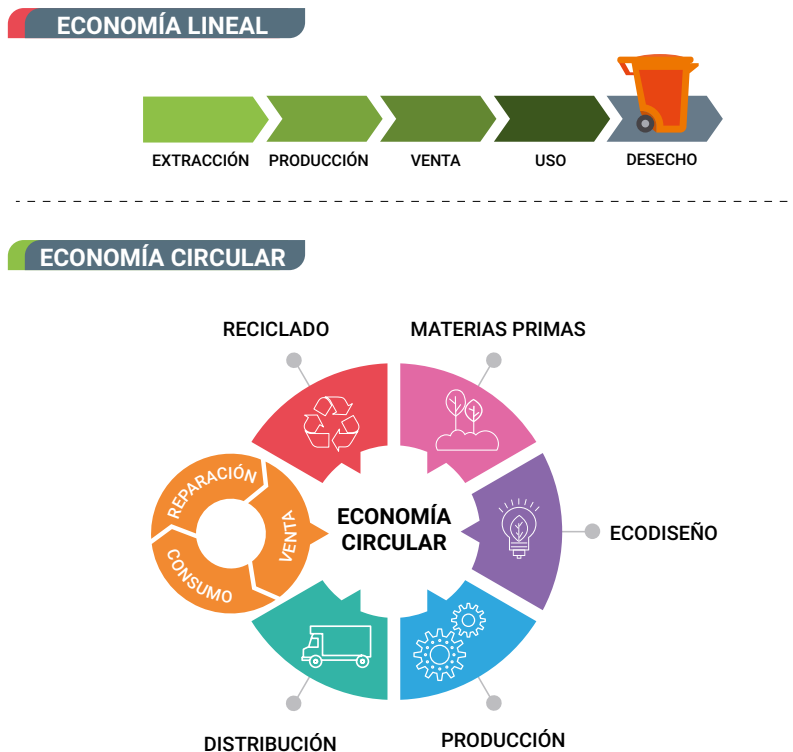 ECONOMÍA LINEAL
EXTRACCIÓN
PRODUCCIÓN
VENTA
USO
DESECHO
ECONOMÍA CIRCULAR
RECICLADO
MATERIAS PRIMAS
REPARACIÓN
VENTA
CONSUMO
ECONOMÍA
CIRCULAR
ECODISEÑO
DISTRIBUCIÓN
PRODUCCIÓN